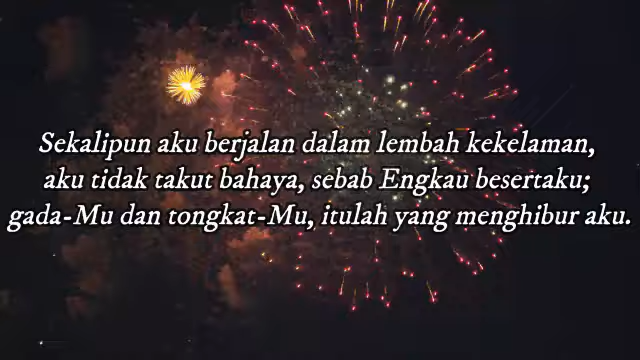 Sekalipun aku berjalan dalam lembah kekelaman,
aku tidak takut bahaya, sebab Engkau besertaku;
gada-Mu dan tongkat-Mu, itulah yang menghibur aku.